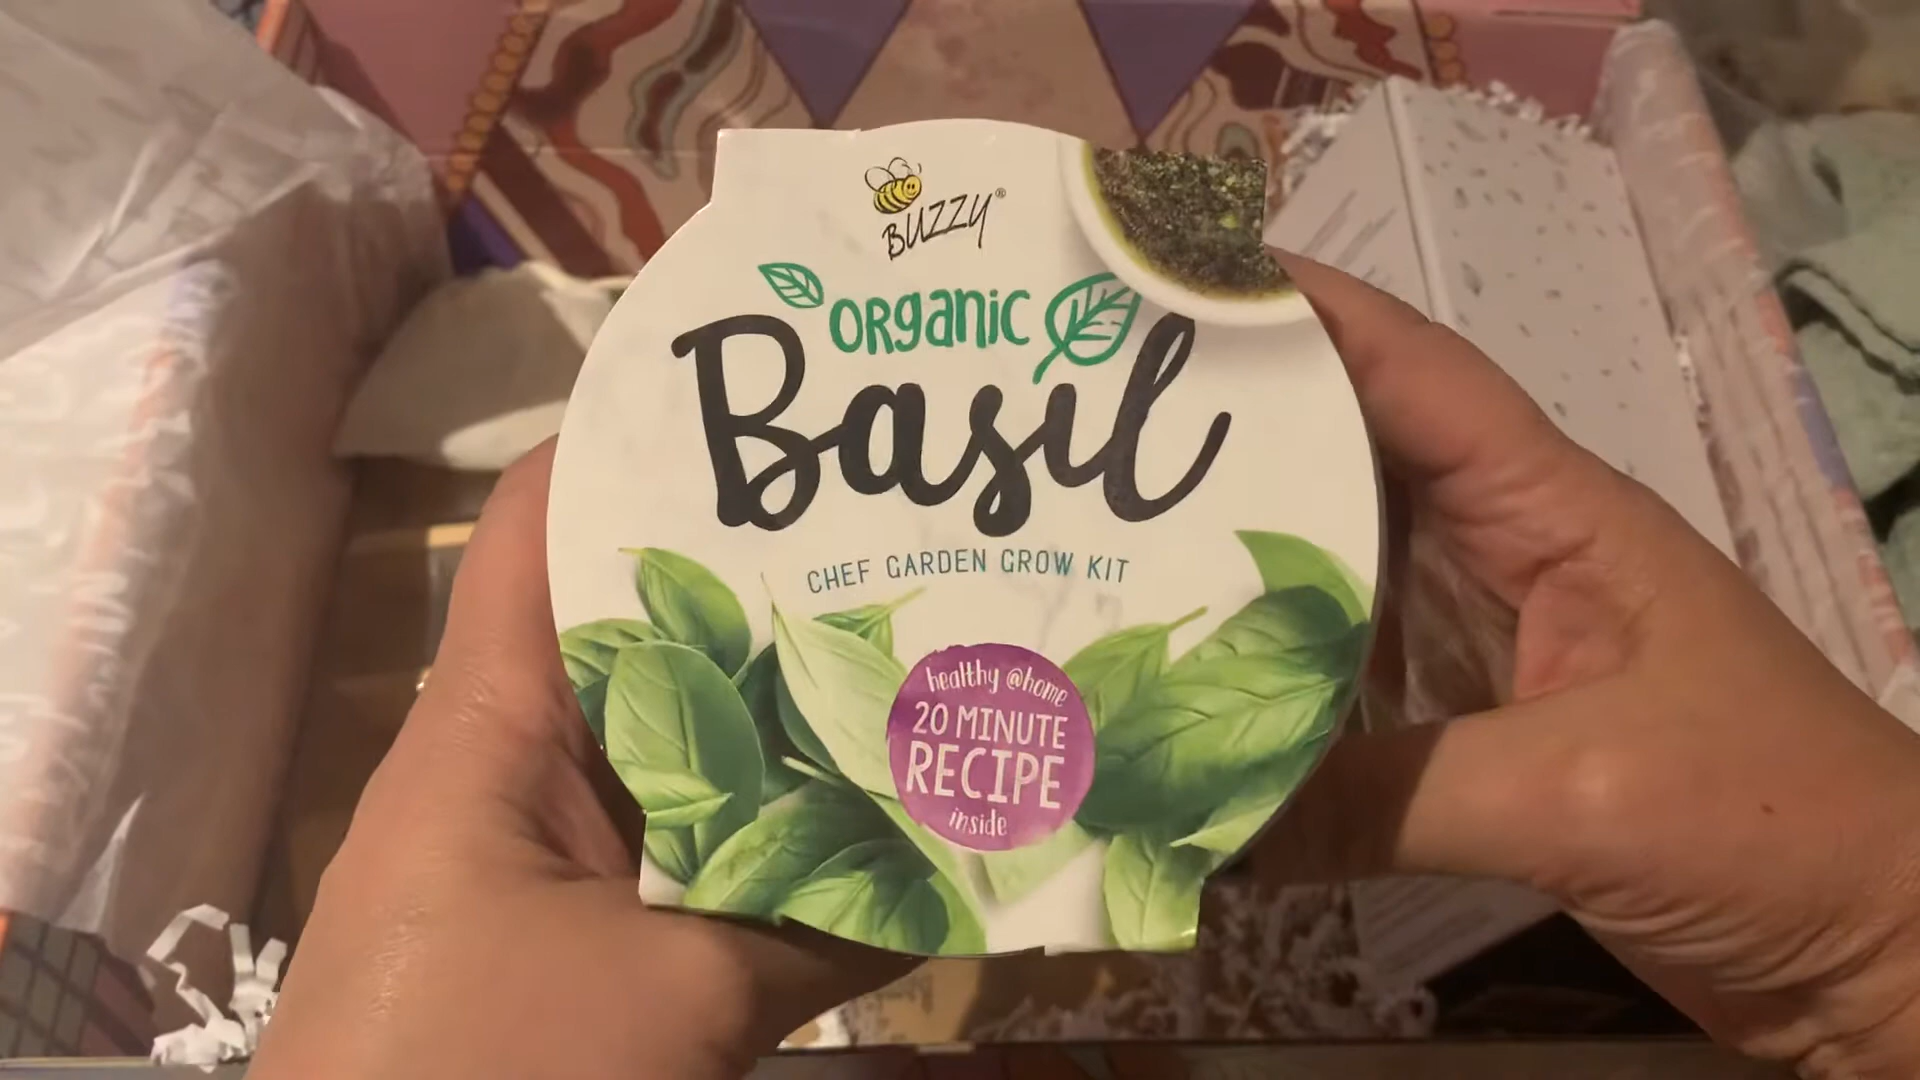 BUZZY®
ORganic
Basil
CHEF GARDEN GROW KIT
healthy @home
20 MINUTE
RECIPE
inside